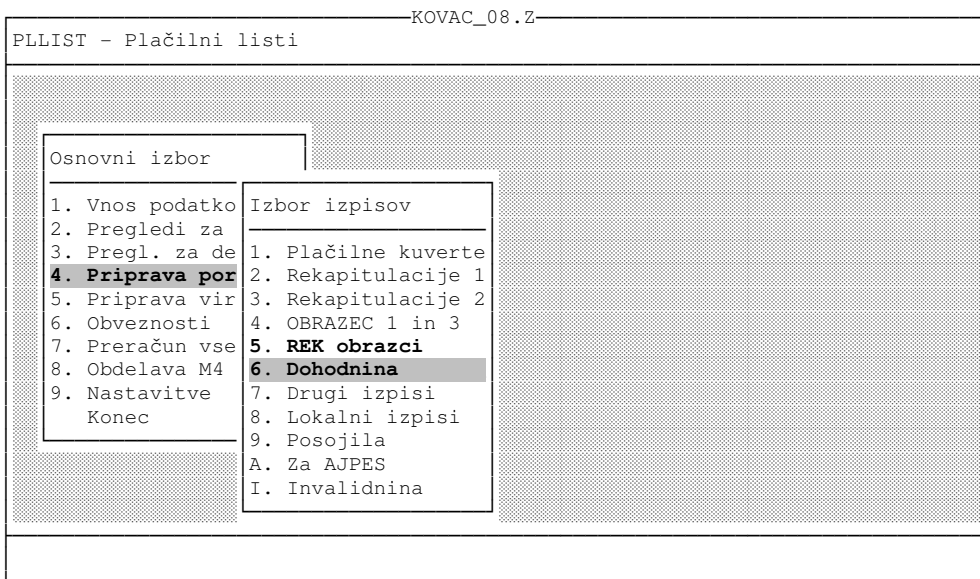 KOVAC_08.Z
PLLIST - Plačilni listi
Osnovni izbor
1. Vnos podatko
2. Pregledi za
3. Pregl. za de
4. Priprava por
5. Priprava vir
6. Obveznosti
7. Preračun vse
8. Obdelava M4
9. Nastavitve
Konec
Izbor izpisov
1. Plačilne kuverte
2. Rekapitulacije 1
3. Rekapitulacije 2
4. OBRAZEC 1 in 3
5. REK obrazci
6. Dohodnina
7. Drugi izpisi
8. Lokalni izpisi
9. Posojila
A. Za AJPES
I. Invalidnina